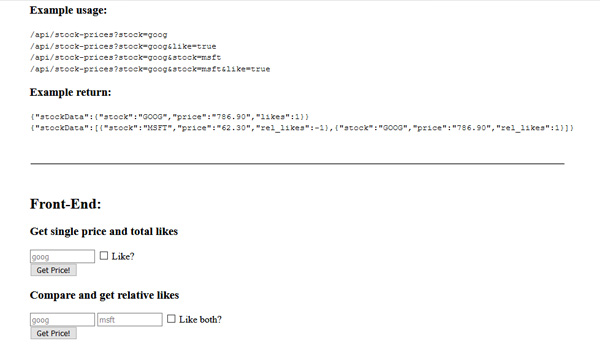 Example usage:
/api/stock-prices?stock=goog
/api/stock-prices?stock=goog&like=true
/api/stock-prices?stock=goog&stock=msft
/api/stock-prices?stock=goog&stock=msft&like=true
Example return:
{"stockData":{"stock":"GOOG","price":"786.90","likes":1}}
{"stockData":[{"stock":"MSFT","price":"62.30","rel_likes":-1},{"stock":"GOOG","price":"786.90","rel_likes":1}]}
Front-End:
Get single price and total likes
goog Like?
Get Price!
Compare and get relative likes
goog msft Like both?
Get Price!